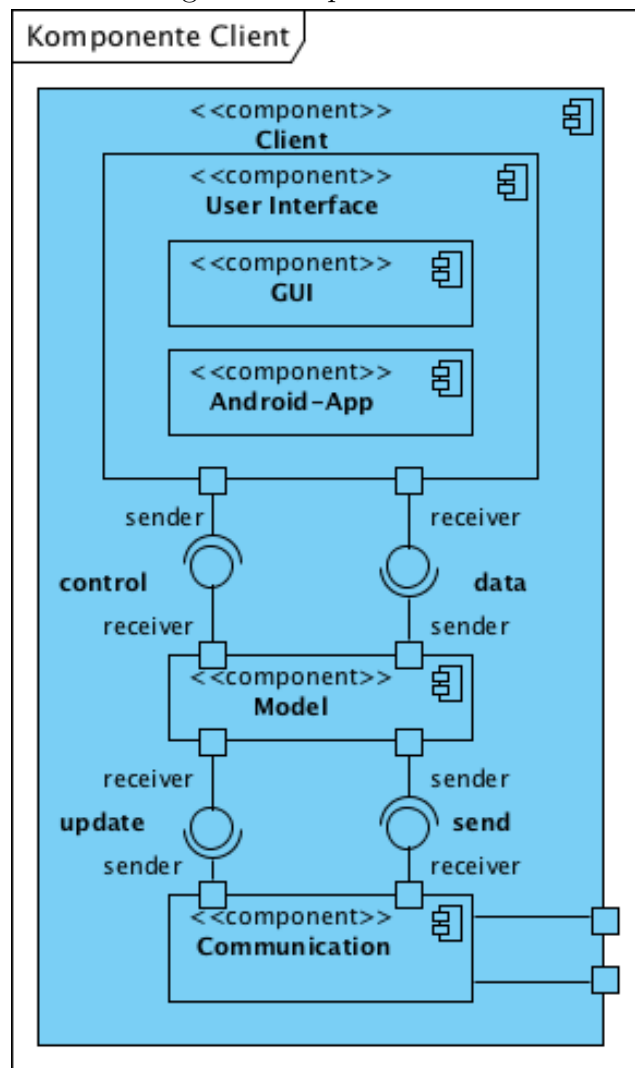 Komponente Client
<<component>>
Client
<<component>>
User Interface
<<component>>
GUI
<<component>>
Android-App
sender
receiver
control
data
receiver
sender
<<component>>
Model
receiver
sender
update
send
sender
receiver
<<component>>
Communication